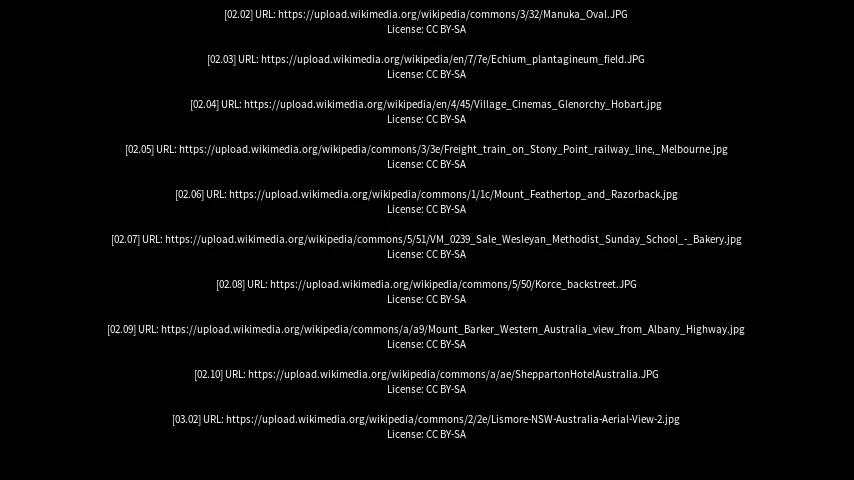 [02.02] URL: https://upload.wikimedia.org/wikipedia/commons/3/32/Manuka_Oval.JPG
License: CC BY-SA
[02.03] URL: https://upload.wikimedia.org/wikipedia/en/7/7e/Echium_plantagineum_field.JPG
License: CC BY-SA
[02.04] URL: https://upload.wikimedia.org/wikipedia/en/4/45/Village_Cinemas_Glenorchy_Hobart.jpg
License: CC BY-SA
[02.05] URL: https://upload.wikimedia.org/wikipedia/commons/3/3e/Freight_train_on_Stony_Point_railway_line,_Melbourne.jpg
License: CC BY-SA
[02.06] URL: https://upload.wikimedia.org/wikipedia/commons/1/1c/Mount_Feathertop_and_Razorback.jpg
License: CC BY-SA
[02.07] URL: https://upload.wikimedia.org/wikipedia/commons/5/51/VM_0239_Sale_Wesleyan_Methodist_Sunday_School_-_Bakery.jpg
License: CC BY-SA
[02.08] URL: https://upload.wikimedia.org/wikipedia/commons/5/50/Korce_backstreet.JPG
License: CC BY-SA
[02.09] URL: https://upload.wikimedia.org/wikipedia/commons/a/a9/Mount_Barker_Western_Australia_view_from_Albany_Highway.jpg
License: CC BY-SA
[02.10] URL: https://upload.wikimedia.org/wikipedia/commons/a/ae/SheppartonHotelAustralia.JPG
License: CC BY-SA
[03.02] URL: https://upload.wikimedia.org/wikipedia/commons/2/2e/Lismore-NSW-Australia-Aerial-View-2.jpg
License: CC BY-SA